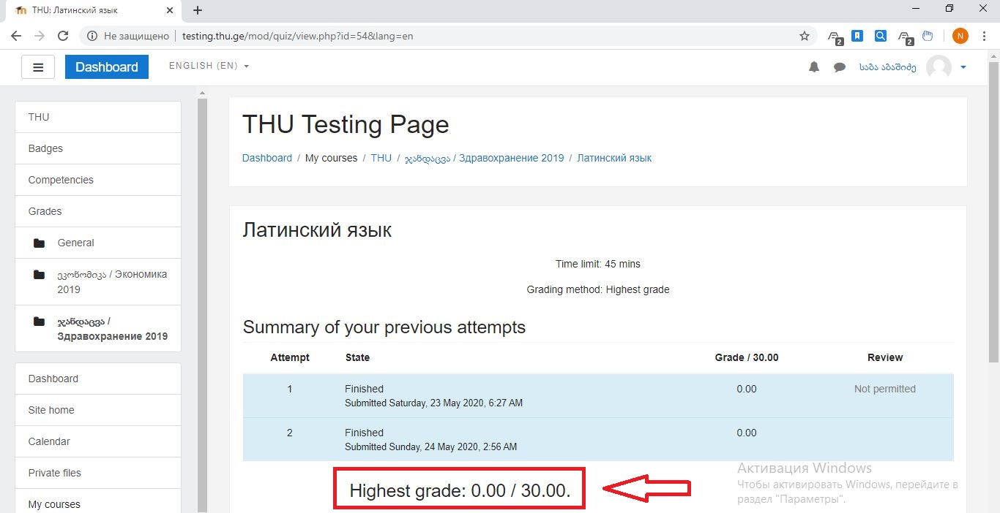 THU: Латинский язык
Не защищено testing.thu.ge/mod/quiz/view.php?id=54&lang=en
2
2
N
Dashboard
ENGLISH (EN)
საბა აბაშიძე
THU
Badges
Competencies
Grades
General
ეკონომიკა / Экономика
2019
ჯანდაცვა /
Здравохранение 2019
Dashboard
Site home
Calendar
Private files
My courses
THU Testing Page
Dashboard / My courses / THU / ჯანდაცვა / Здравохранение 2019 / Латинский язык
Латинский язык
Time limit: 45 mins
Grading method: Highest grade
Summary of your previous attempts
Attempt State Grade / 30.00 Review
1 Finished 0.00 Not permitted
Submitted Saturday, 23 May 2020, 6:27 AM
2 Finished 0.00
Submitted Sunday, 24 May 2020, 2:56 AM
Highest grade: 0.00 / 30.00.
Активация Windows
Чтобы активировать Windows, перейдите в
раздел "Параметры".